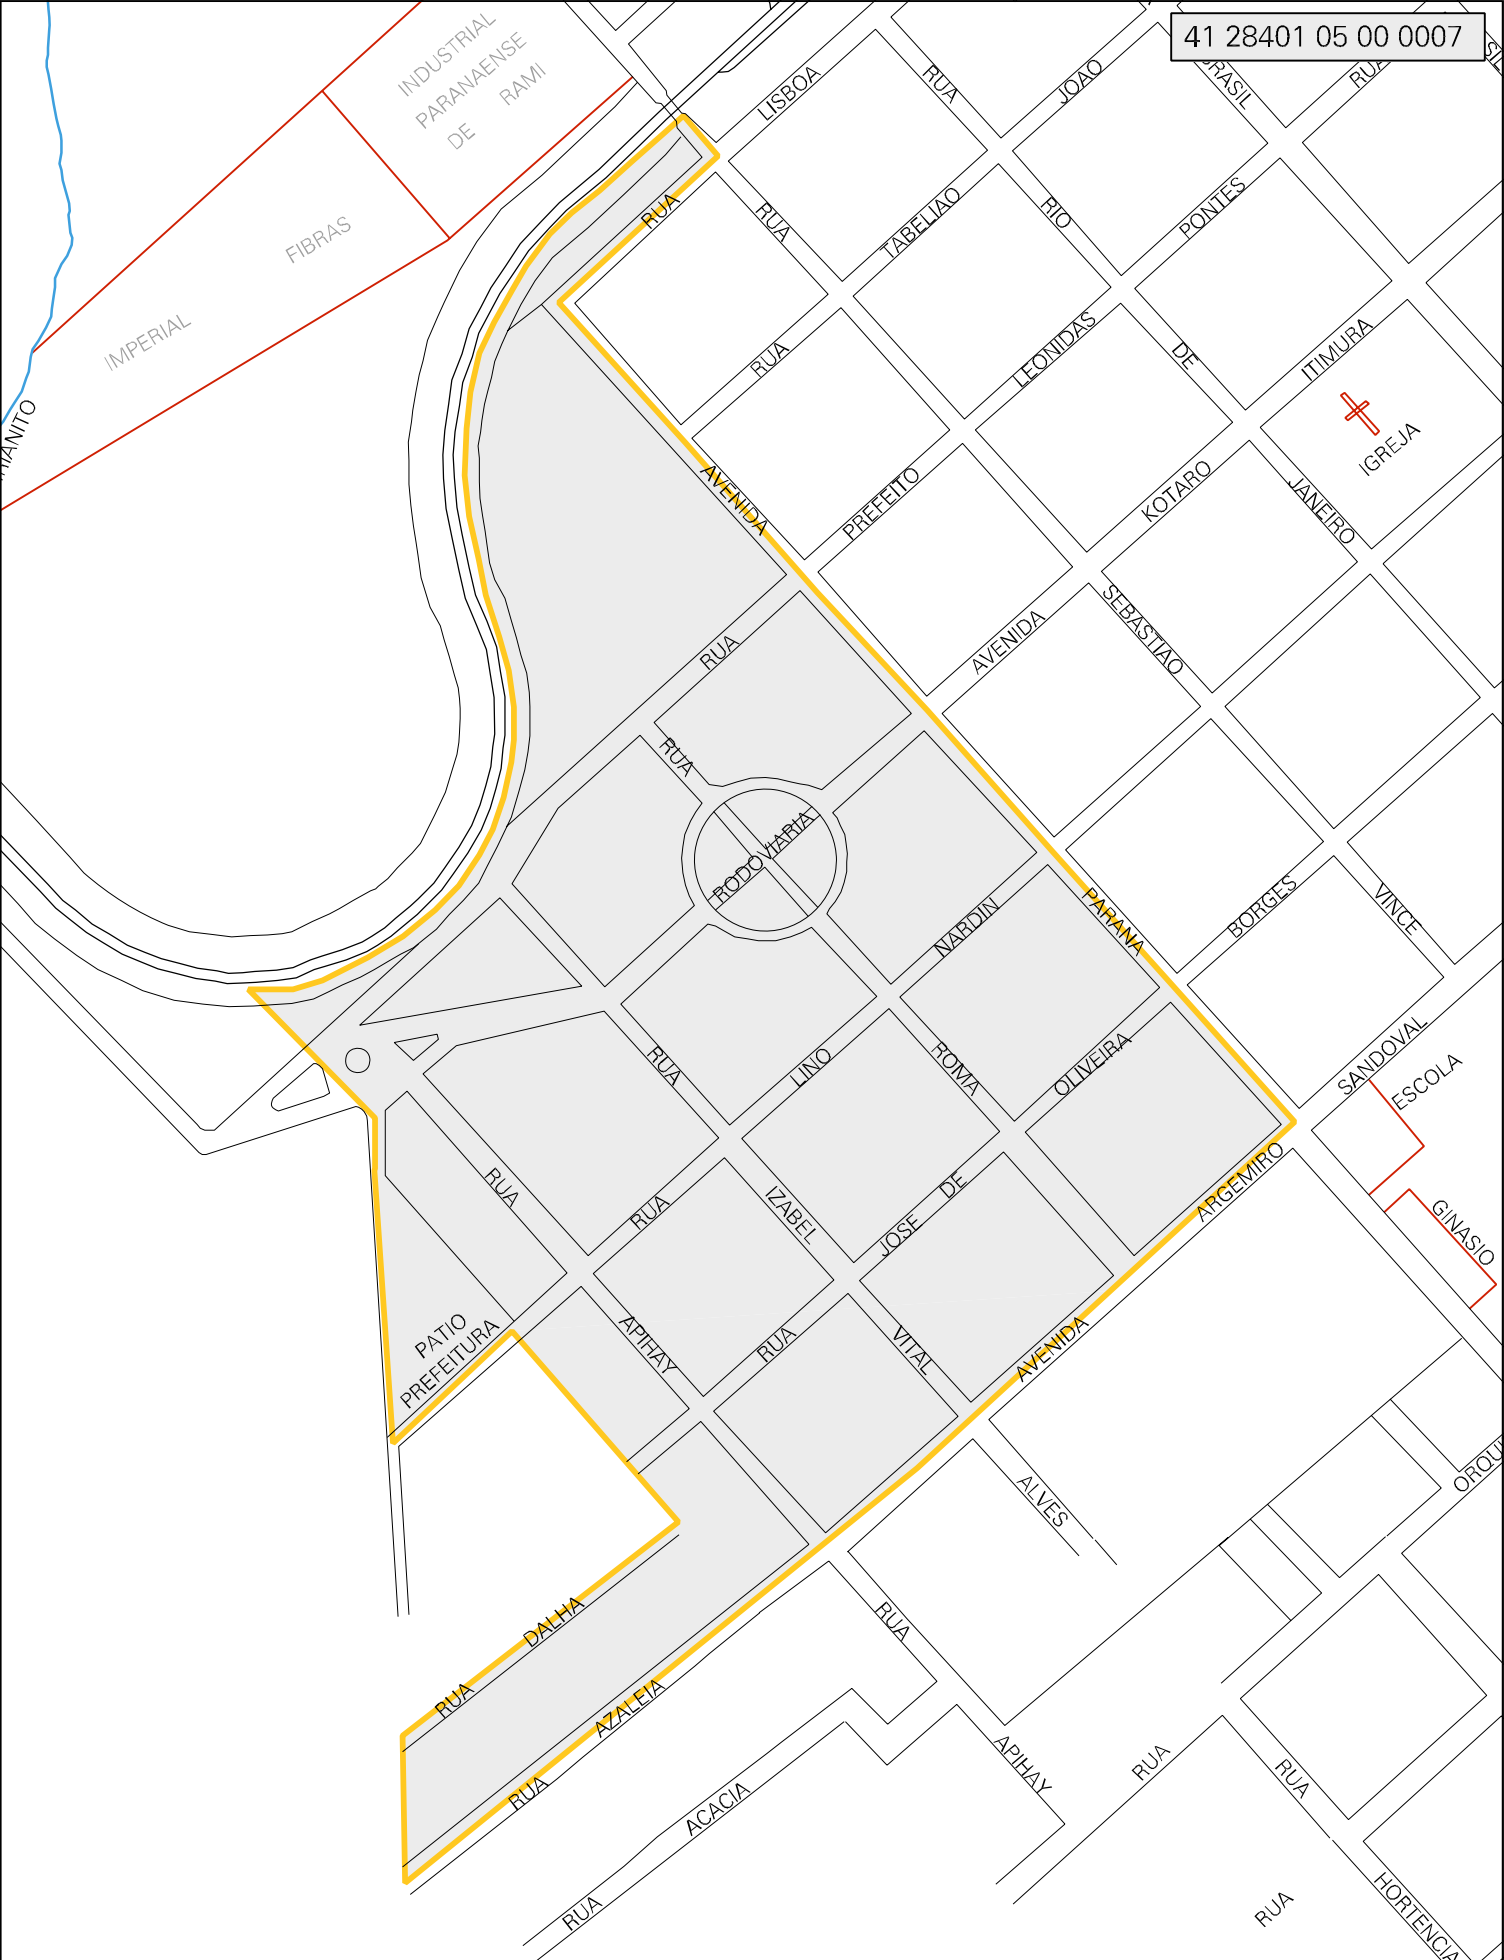 41 28401 05 00 0007
INDUSTRIAL
PARANAENSE
DE RAMI
FIBRAS
IMPERIAL
LISBOA
RUA
JOAO
BRASIL
RUA
RUA
RUA
TABELIAO
RIO
PONTES
RUA
LEONIDAS
DE
ITIMURA
IGREJA
AVENIDA
PREFEITO
KOTARO
JANEIRO
AVENIDA
SEBASTIAO
RUA
RUA
RODOVIARIA
NARDIN
PARANA
BORGES
VINCE
RUA
LINO
ROMA
OLIVEIRA
SANDOVAL
ESCOLA
RUA
RUA
IZABEL
JOSE DE
ARGEMIRO
GINASIO
PATIO
PREFEITURA
APIHAY
RUA
VITAL
AVENIDA
ALVES
DALHA
RUA
RUA
AZALEIA
RUA
ACACIA
RUA
APIHAY
RUA
RUA
HORTENCIA
RUA